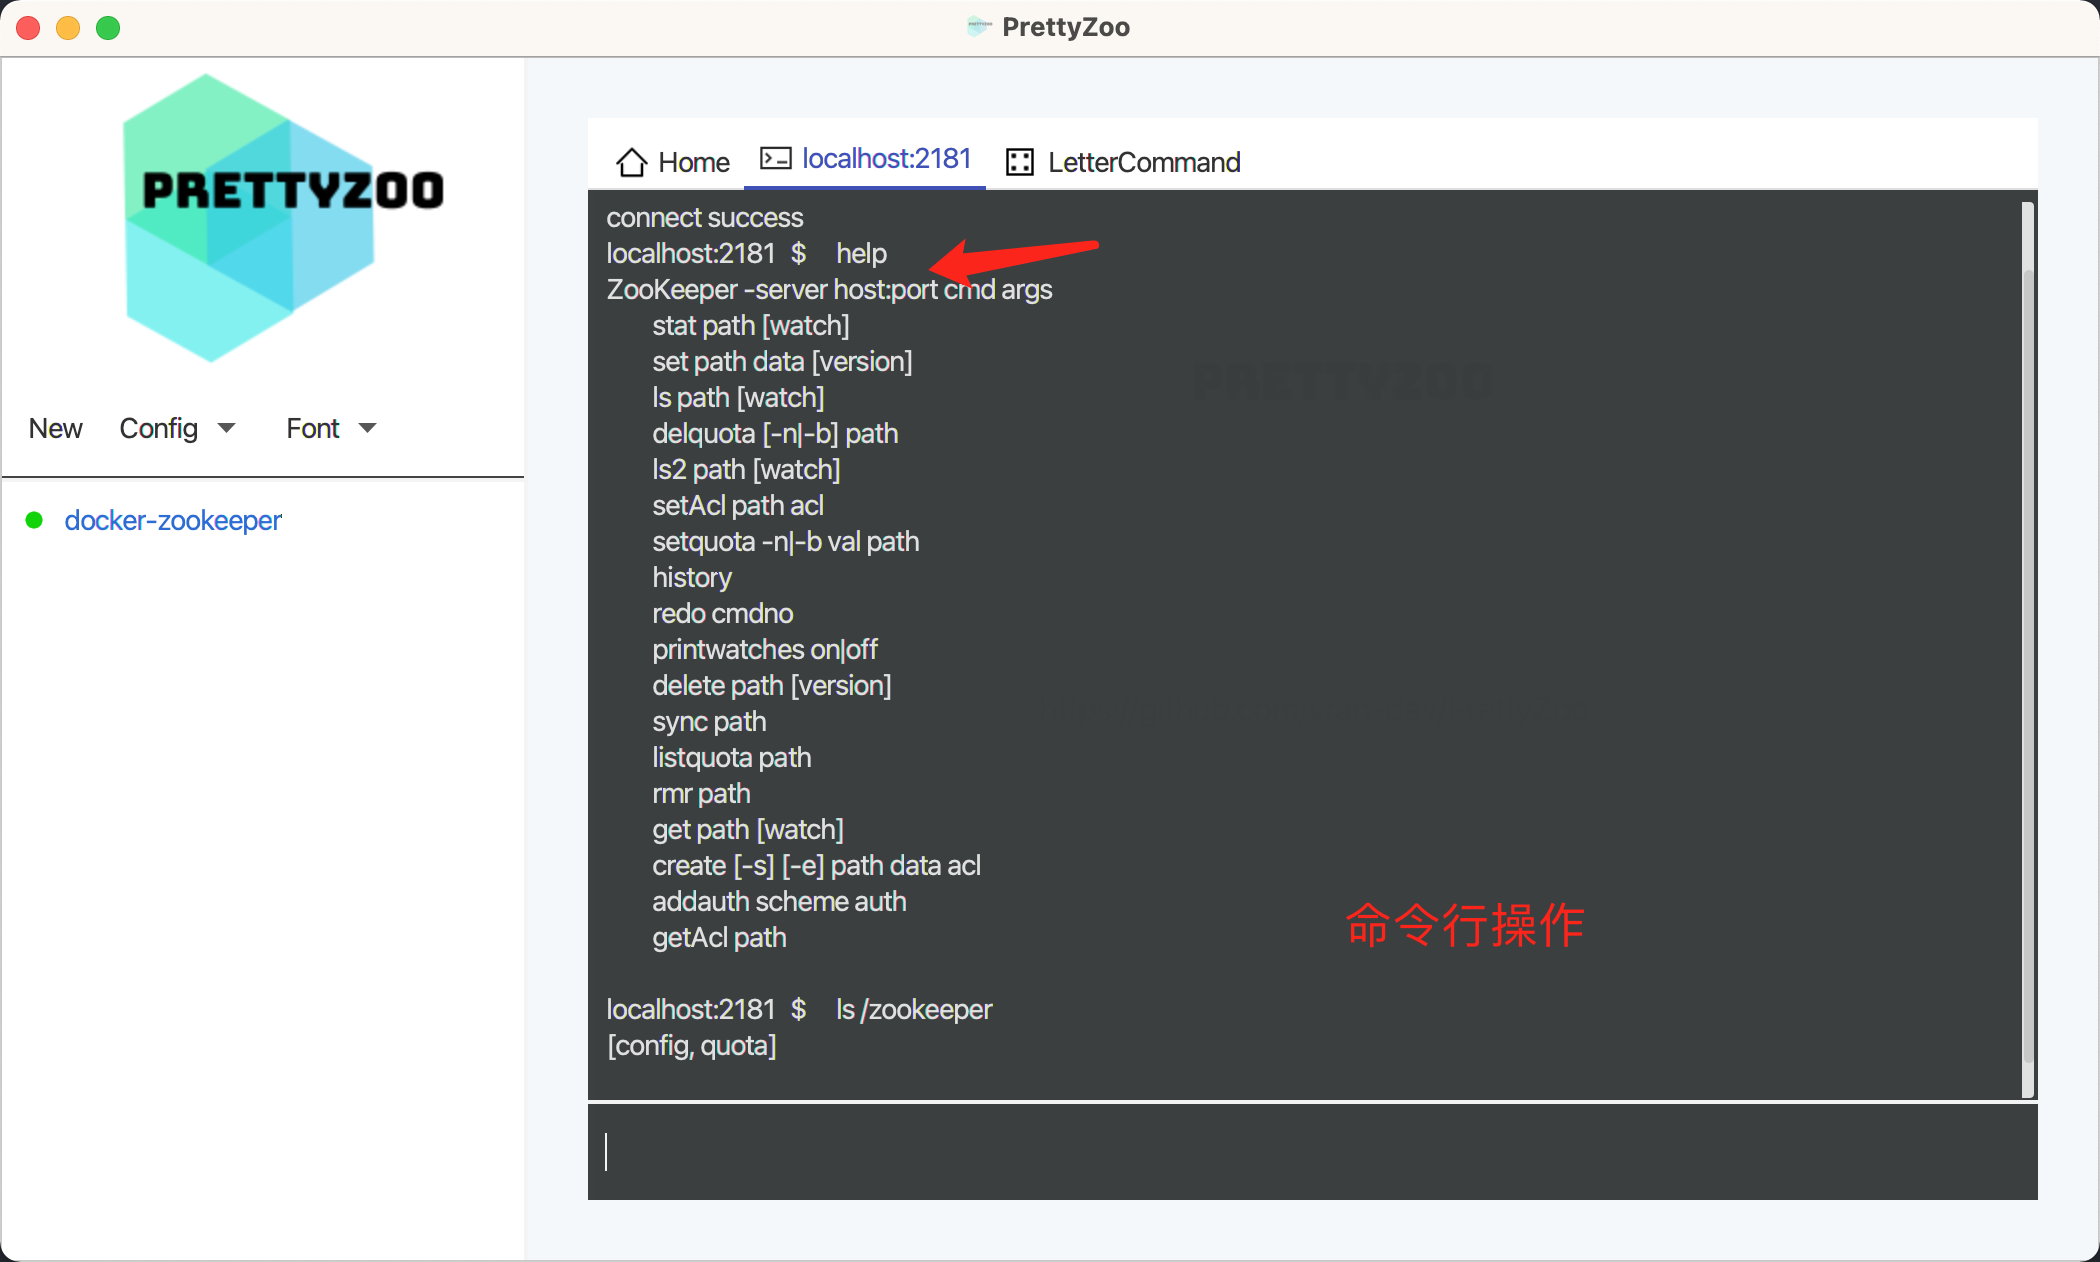 PrettyZoo
PRETTYZOO
New Config Font
docker-zookeeper
Home localhost:2181 LetterCommand
connect success
localhost:2181 $ help
ZooKeeper -server host:port cmd args
stat path [watch]
set path data [version]
ls path [watch]
delquota [-n|-b] path
ls2 path [watch]
setAcl path acl
setquota -n|-b val path
history
redo cmdno
printwatches on|off
delete path [version]
sync path
listquota path
rmr path
get path [watch]
create [-s] [-e] path data acl
addauth scheme auth
getAcl path
命令行操作
localhost:2181 $ ls /zookeeper
[config, quota]
PRETTYZOO